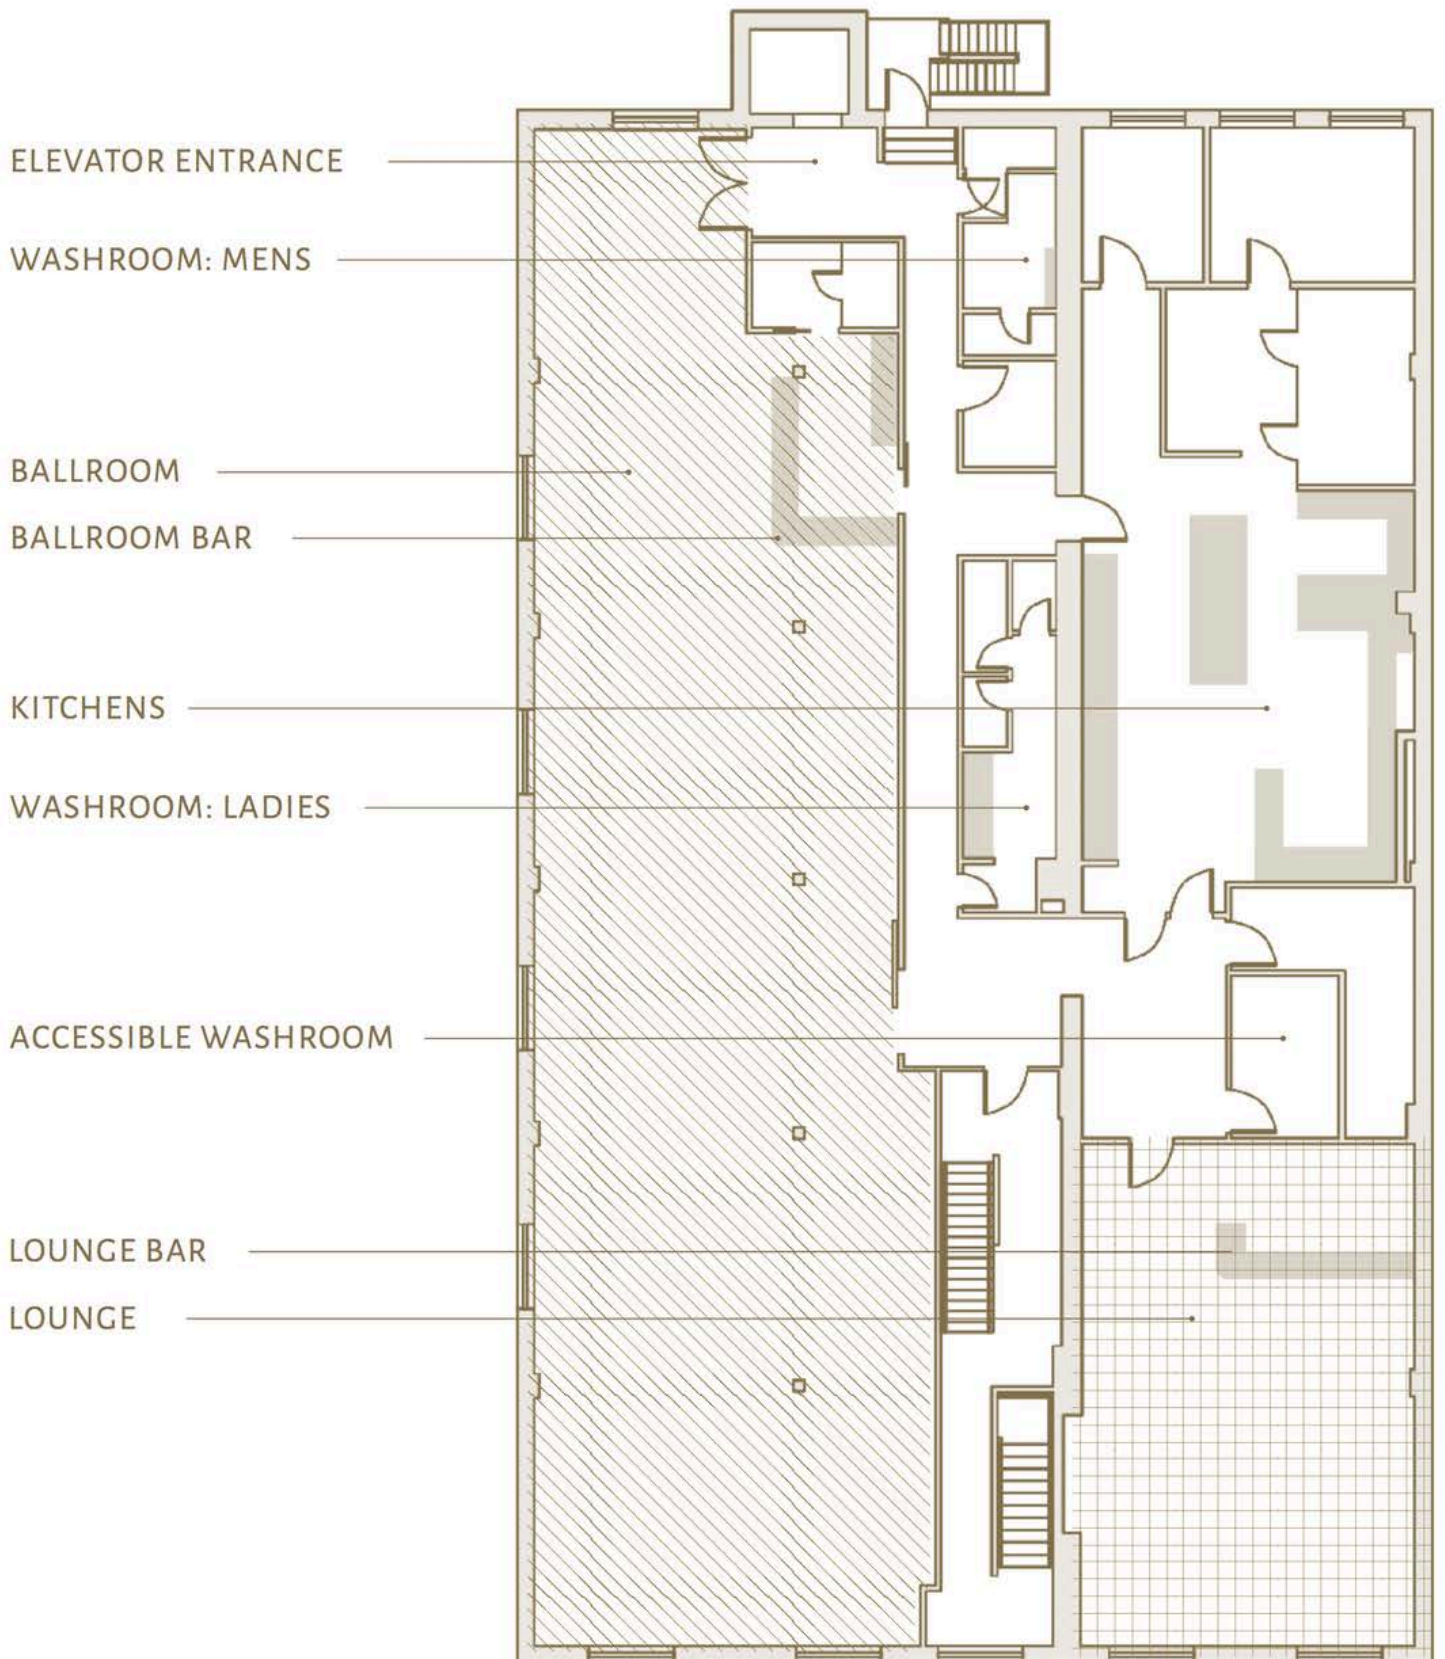 ELEVATOR ENTRANCE
WASHROOM: MENS
BALLROOM
BALLROOM BAR
KITCHENS
WASHROOM: LADIES
ACCESSIBLE WASHROOM
LOUNGE BAR
LOUNGE